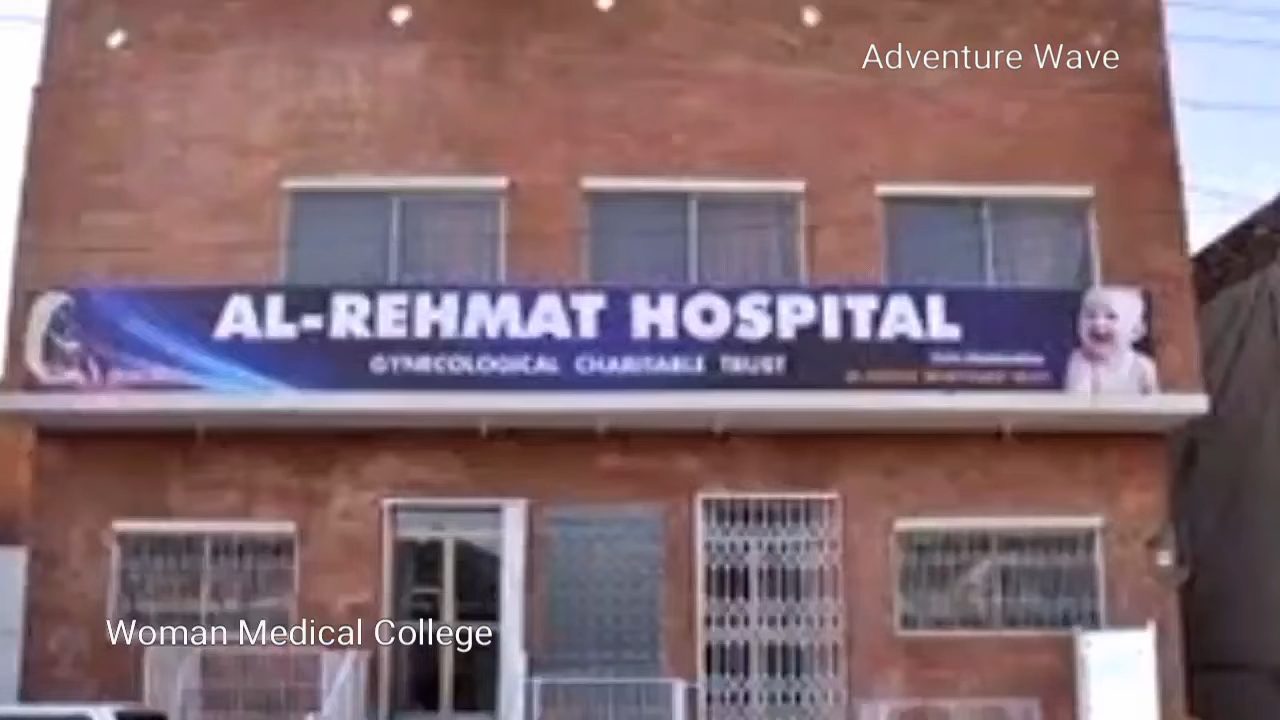 Adventure Wave
AL-REHMAT HOSPITAL
GYNECOLOGICAL CHARITABLE TRUST
Woman Medical College